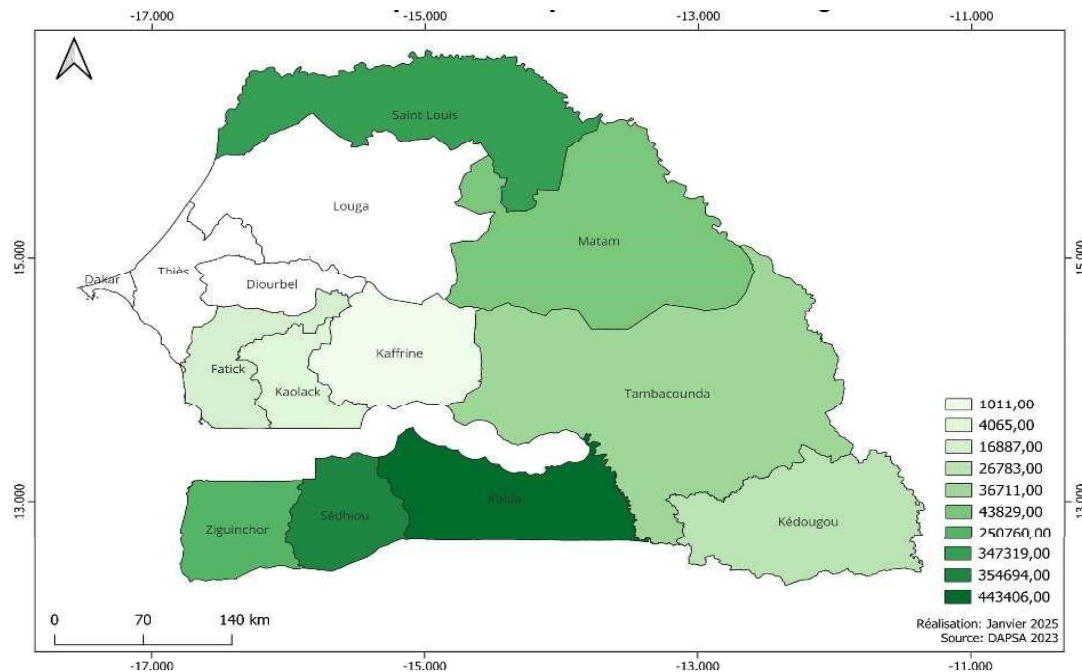 -17.000 -15.000 -13.000 -11.000
Saint-Louis
Louga
Matam
15.000 15.000
Dakar
Thiès
Diourbel
Kaffrine
Fatick
Kaolack
Tambacounda
1011,00
4065,00
16887,00
26783,00
36711,00
43829,00
250760,00
347319,00
354694,00
443406,00
13.000 13.000
Kolda
Sédhiou
Ziguinchor
Kédougou
0 70 140 km
Réalisation: Janvier 2025
Source: DAPSA 2023
-17.000 -15.000 -13.000 -11.000